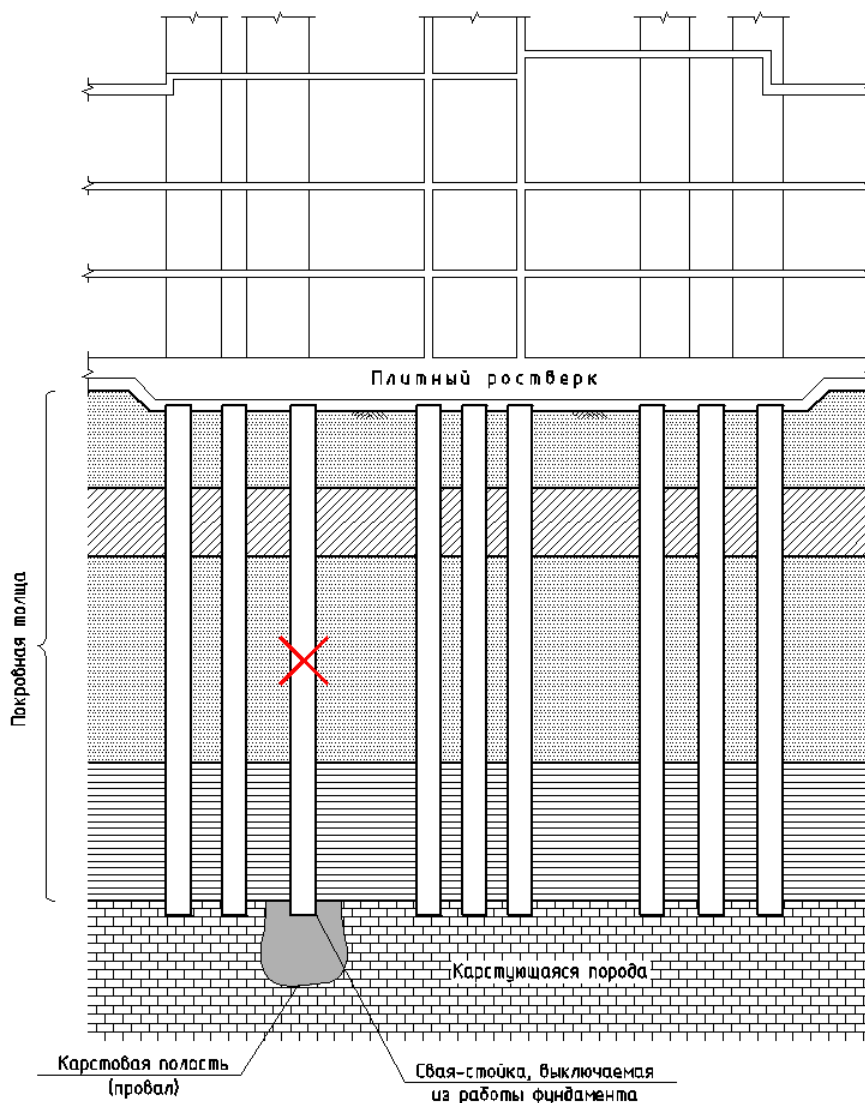 Плитный ростверк
Покровная толща
Карстующаяся порода
Карстовая полость
(провал)
Свая-стойка, выключаемая
из работы фундамента